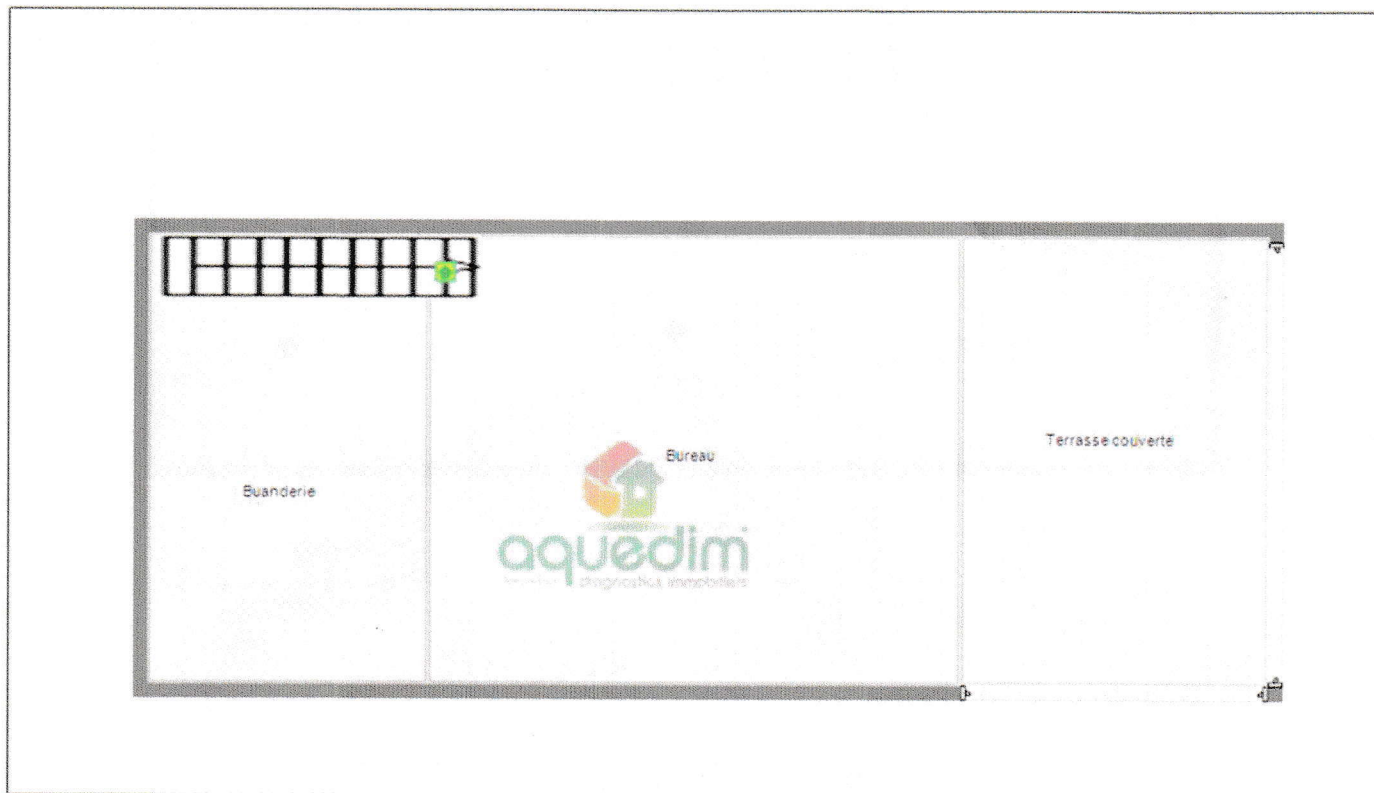 Terrasse couverte
Bureau
Buanderie
aquedim
diagnostics immobiliers